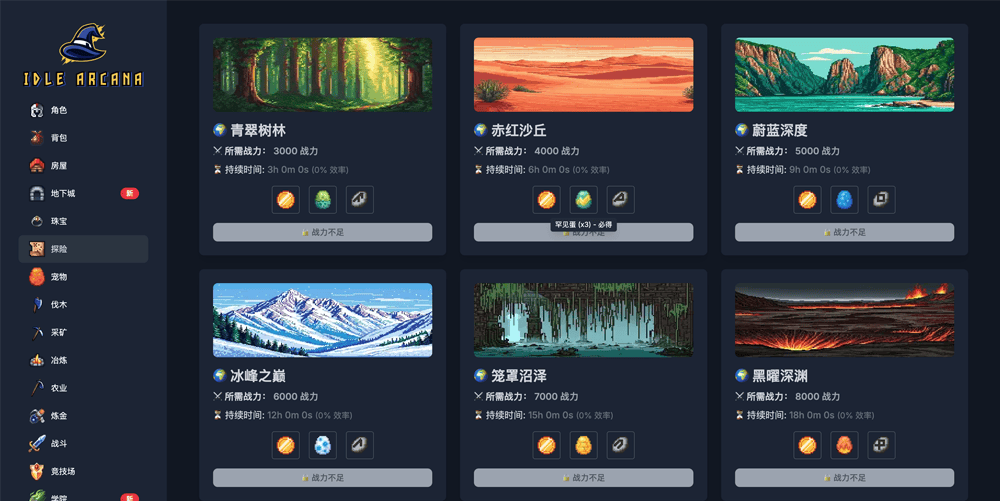 IDLE ARCANA
角色
背包
房屋
地下城 新
珠宝
探险
宠物
伐木
采矿
冶炼
农业
炼金
战斗
竞技场
学院 新
青翠树林
所需战力: 3000 战力
持续时间: 3h 0m 0s (0% 效率)
战力不足
赤红沙丘
所需战力: 4000 战力
持续时间: 6h 0m 0s (0% 效率)
罕见蛋 (x3) - 必得
战力不足
蔚蓝深度
所需战力: 5000 战力
持续时间: 9h 0m 0s (0% 效率)
战力不足
冰峰之巅
所需战力: 6000 战力
持续时间: 12h 0m 0s (0% 效率)
战力不足
笼罩沼泽
所需战力: 7000 战力
持续时间: 15h 0m 0s (0% 效率)
战力不足
黑曜深渊
所需战力: 8000 战力
持续时间: 18h 0m 0s (0% 效率)
战力不足